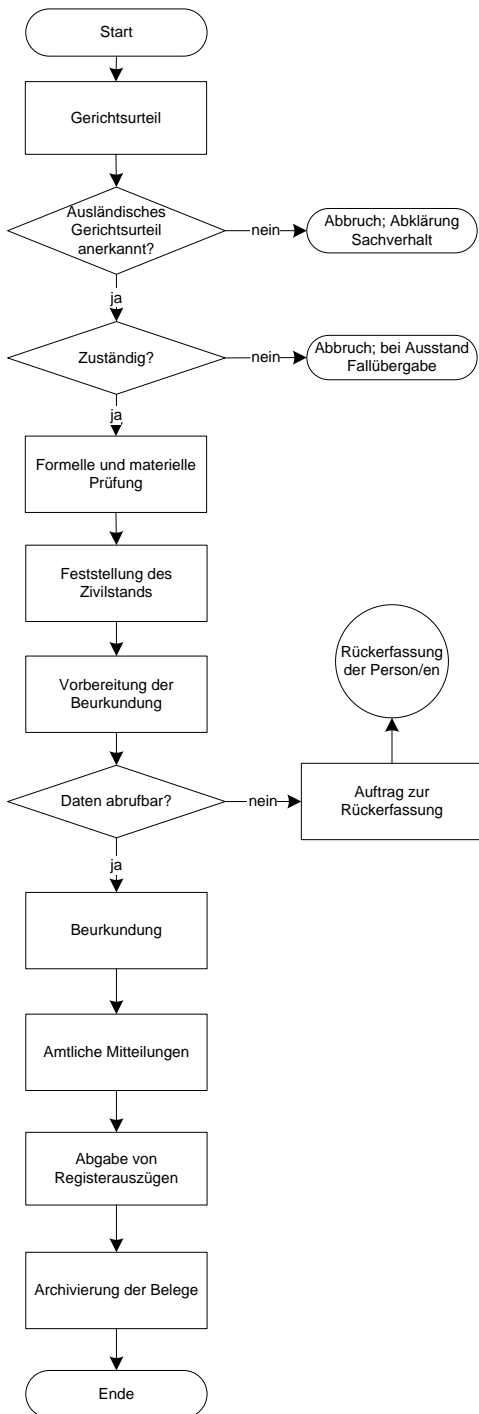 Start
Gerichtsurteil
Ausländisches
Gerichtsurteil
anerkannt?
nein
Abbruch; Abklärung
Sachverhalt
ja
Zuständig?
nein
Abbruch; bei Ausstand
Fallübergabe
ja
Formelle und materielle
Prüfung
Feststellung des
Zivilstands
Vorbereitung der
Beurkundung
Rückerfassung
der Person/en
Daten abrufbar?
nein
Auftrag zur
Rückerfassung
ja
Beurkundung
Amtliche Mitteilungen
Abgabe von
Registerauszügen
Archivierung der Belege
Ende